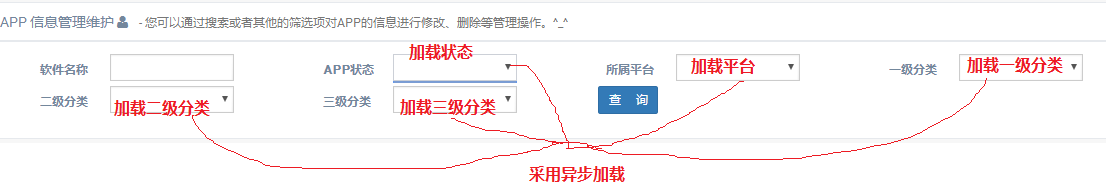 APP 信息管理维护 - 您可以通过搜索或者其他的筛选项对APP的信息进行修改、删除等管理操作。^_^
软件名称 APP状态 加载状态 所属平台 加载平台 一级分类 加载一级分类
二级分类 加载二级分类 三级分类 加载三级分类 查 询
采用异步加载